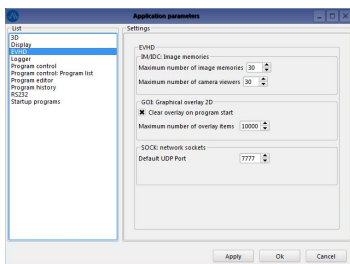 Application parameters
List
Settings
3D
Display
EVHD
Logger
Program control
Program control: Program list
Program editor
Program history
RS232
Startup programs
EVHD
IM/IDC: Image memories
Maximum number of image memories 30
Maximum number of camera viewers 30
GOI: Graphical overlay 2D
Clear overlay on program start
Maximum number of overlay items 10000
SOCK: network sockets
Default UDP Port 7777
Apply Ok Cancel